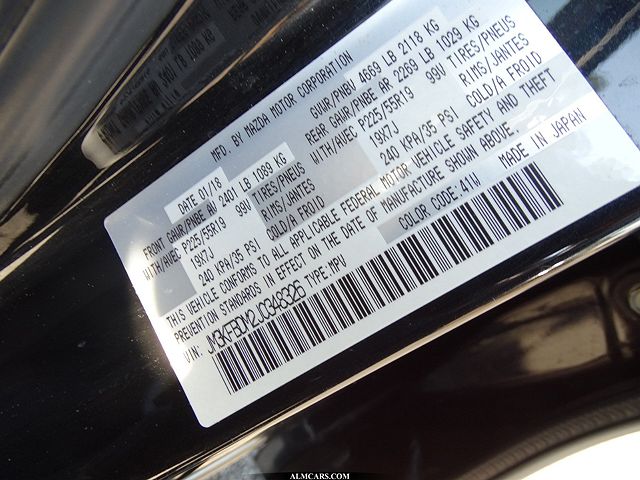 MFD. BY MAZDA MOTOR CORPORATION
DATE 01/18 GVWR/PNBV 4669 LB 2118 KG
FRONT GAWR/PNBE AV 2401 LB 1089 KG REAR GAWR/PNBE AR 2269 LB 1029 KG
WITH/AVEC P225/55R19 99V TIRES/PNEUS WITH/AVEC P225/55R19 99V TIRES/PNEUS
19X7J RIMS/JANTES 19X7J RIMS/JANTES
240 KPA/35 PSI COLD/A FROID 240 KPA/35 PSI COLD/A FROID
THIS VEHICLE CONFORMS TO ALL APPLICABLE FEDERAL MOTOR VEHICLE SAFETY AND THEFT
PREVENTION STANDARDS IN EFFECT ON THE DATE OF MANUFACTURE SHOWN ABOVE.
VIN: TYPE: MPV COLOR CODE: 41W MADE IN JAPAN
ALMCARS.COM